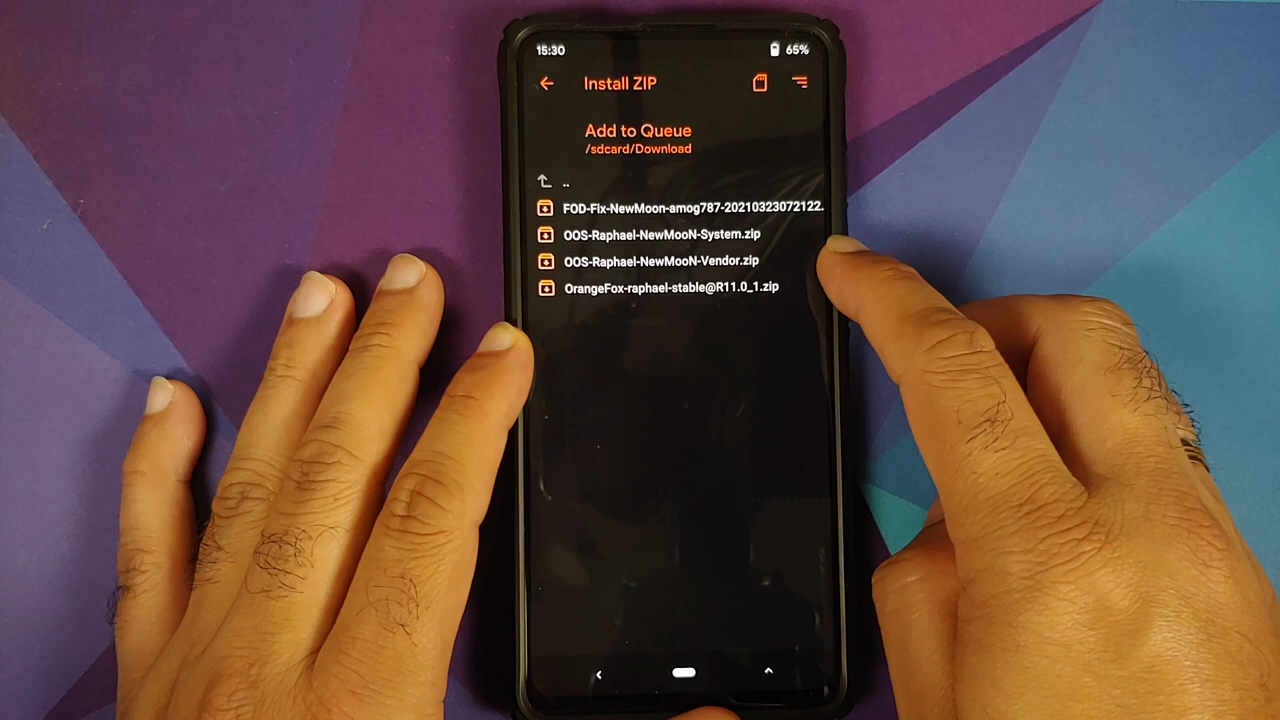 15:30 65%
Install ZIP
Add to Queue
/sdcard/Download
..
FOD-Fix-NewMoon-amog787-20210323072122.
OOS-Raphael-NewMooN-System.zip
OOS-Raphael-NewMooN-Vendor.zip
OrangeFox-raphael-stable@R11.0_1.zip